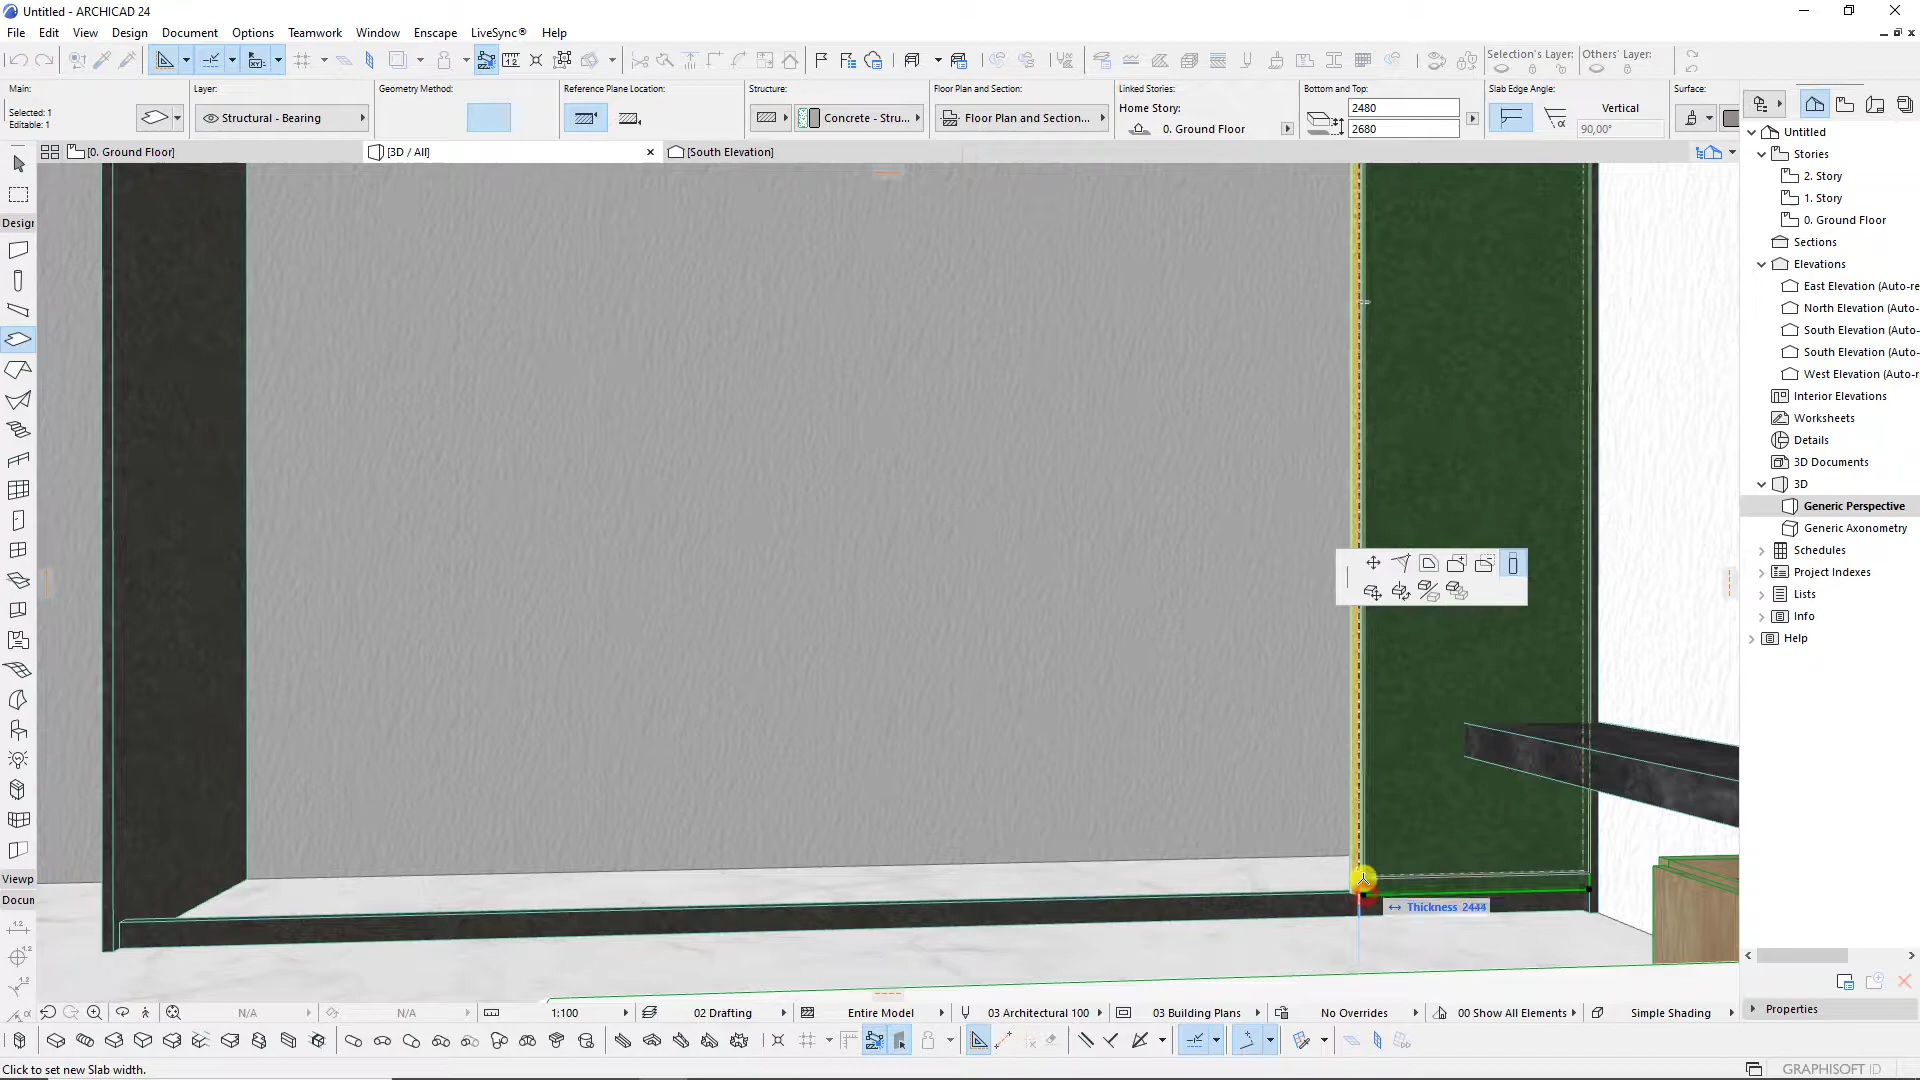 Untitled - ARCHICAD 24
File Edit View Design Document Options Teamwork Window Enscape LiveSync® Help
Selection's Layer: Others' Layer:
Main: Layer: Geometry Method: Reference Plane Location: Structure: Floor Plan and Section: Linked Stories: Bottom and Top: Slab Edge Angle: Surface:
Selected: 1
Editable: 1
Structural - Bearing
Concrete - Stru...
Floor Plan and Section...
Home Story:
0. Ground Floor
2480
2680
Vertical
90,00°
[0. Ground Floor]
[3D / All]
[South Elevation]
Desigr
Viewp
Docun
Untitled
Stories
2. Story
1. Story
0. Ground Floor
Sections
Elevations
East Elevation (Auto-re
North Elevation (Auto-
South Elevation (Auto-
South Elevation (Auto-
West Elevation (Auto-r
Interior Elevations
Worksheets
Details
3D Documents
3D
Generic Perspective
Generic Axonometry
Schedules
Project Indexes
Lists
Info
Help
Properties
Thickness 2444
N/A N/A 1:100 02 Drafting Entire Model 03 Architectural 100 03 Building Plans No Overrides 00 Show All Elements Simple Shading
Click to set new Slab width.
GRAPHISOFT ID